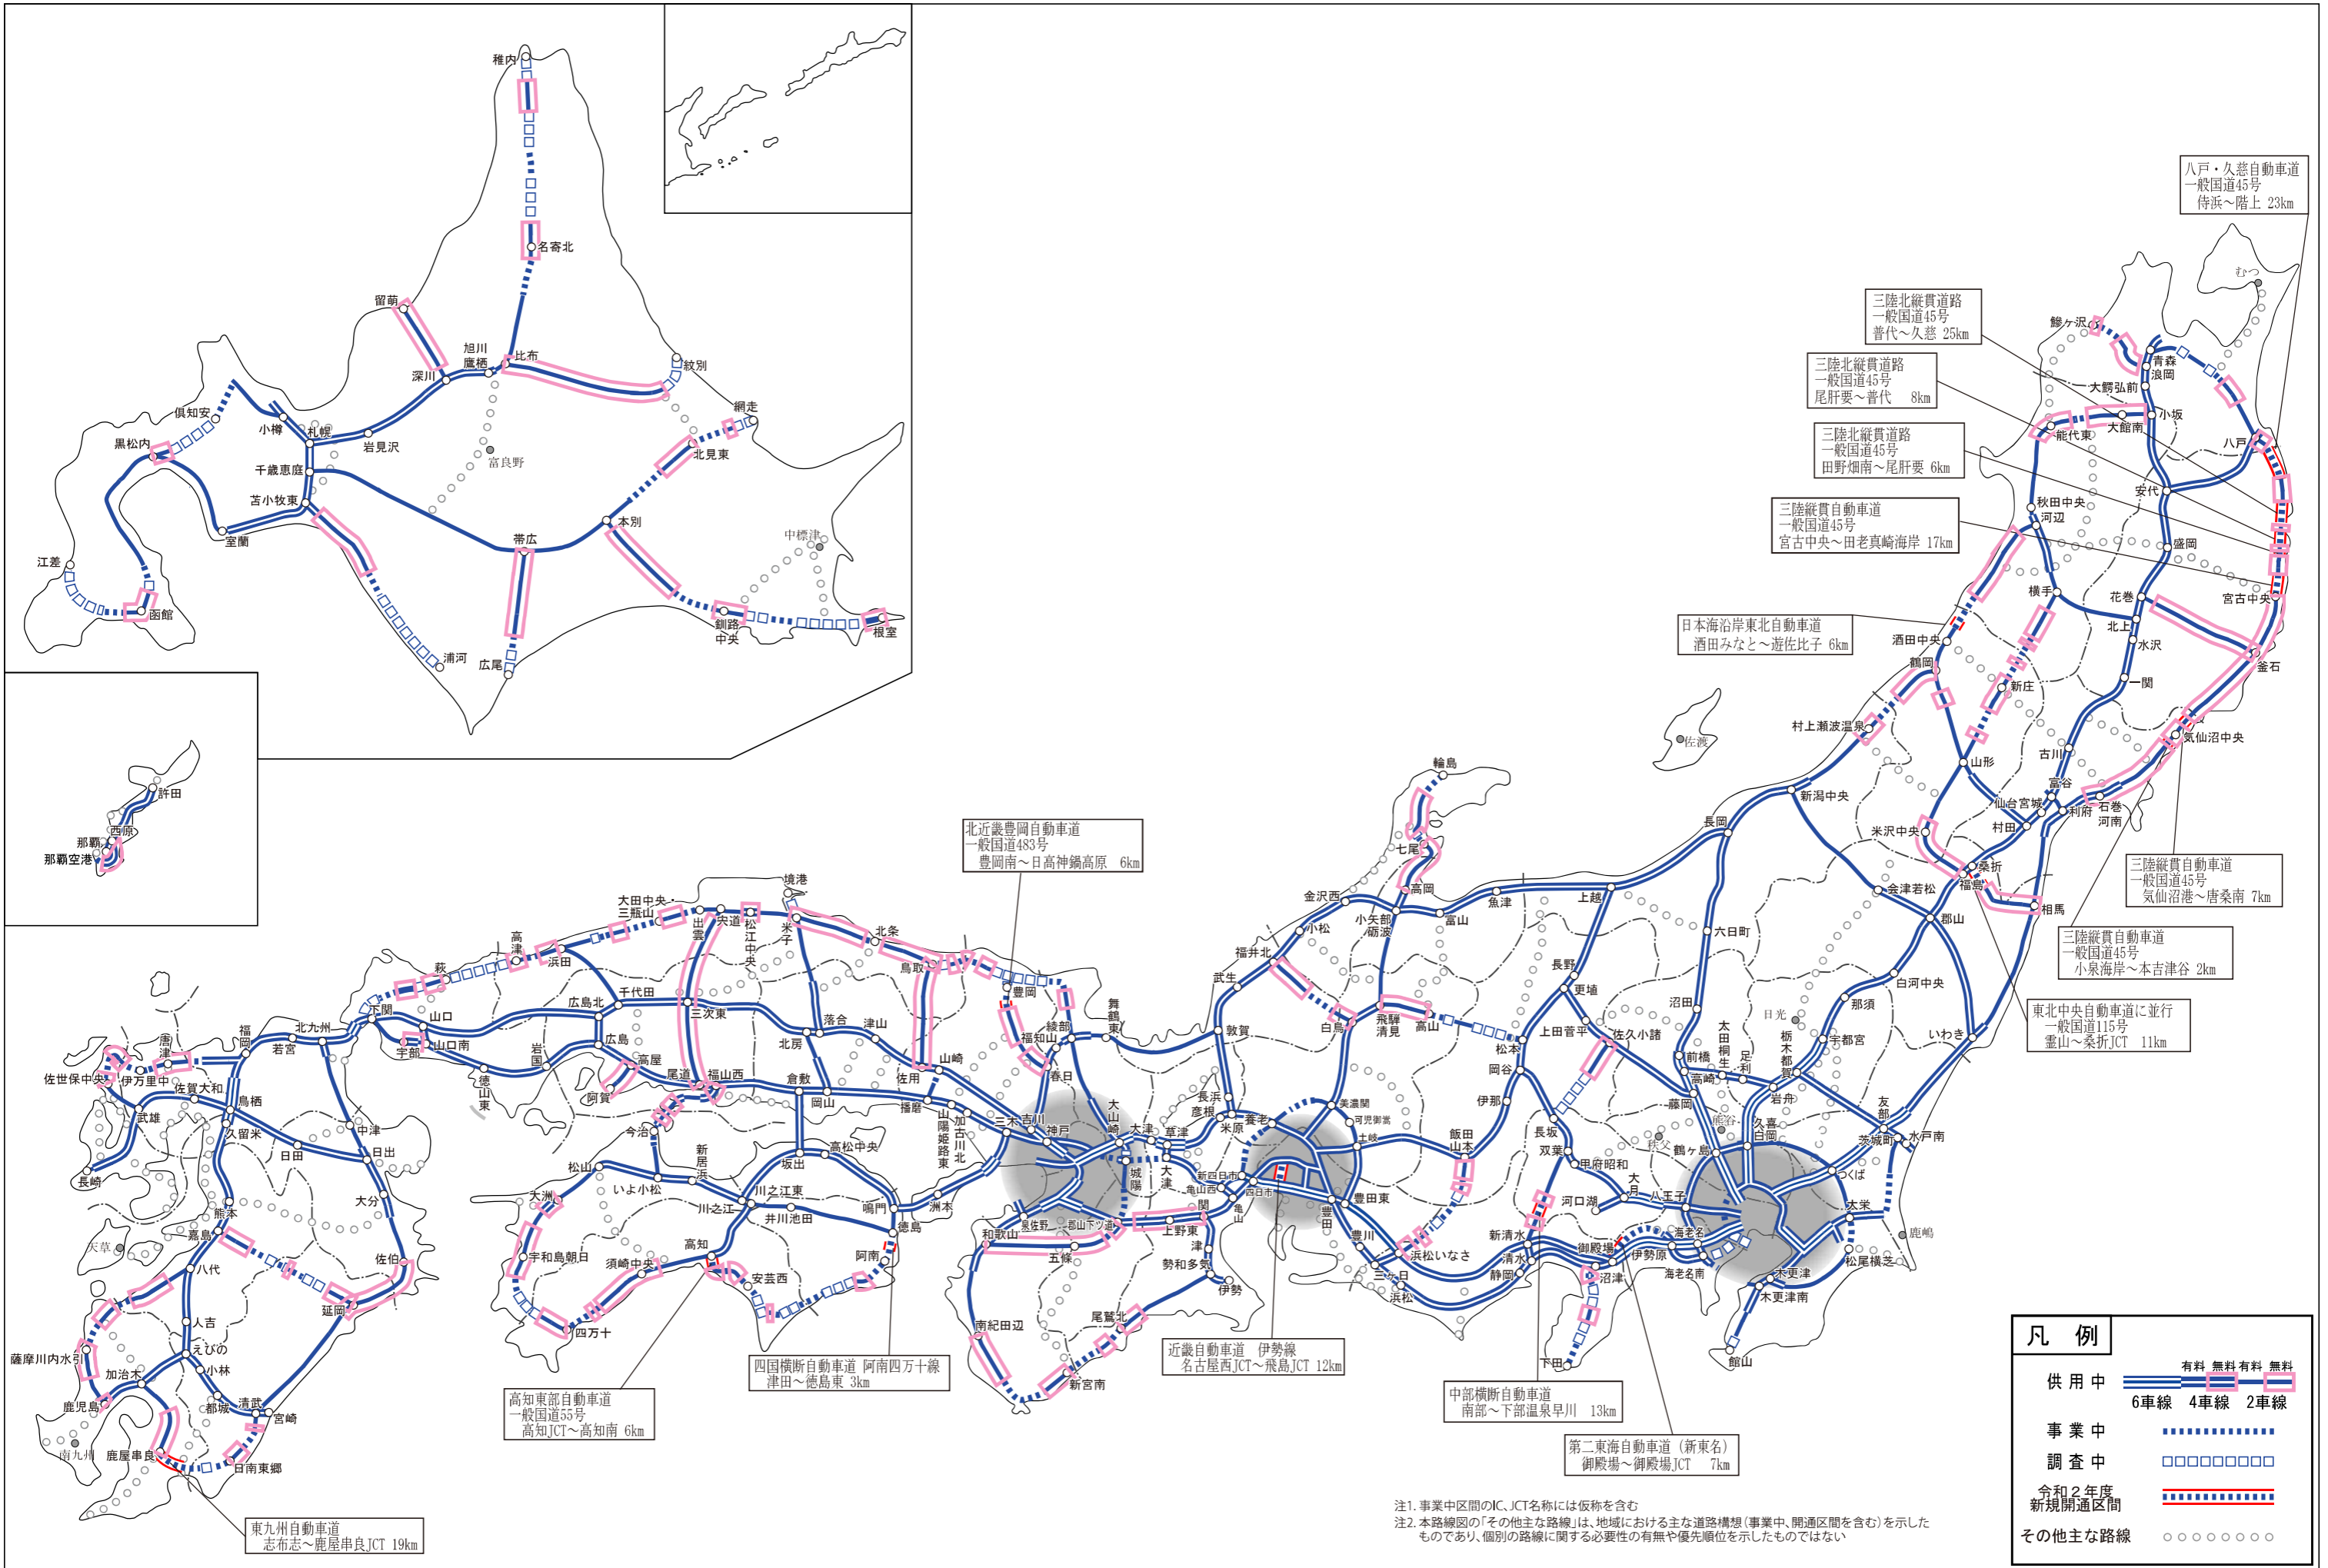 稚内
名寄北
留萌
旭川
鷹栖
比布
紋別
深川
網走
倶知安
小樽
札幌
岩見沢
黒松内
富良野
北見東
千歳恵庭
苫小牧東
本別
室蘭
帯広
中標津
江差
函館
釧路
中央
根室
浦河
広尾
許田
西原
那覇
那覇空港
八戸・久慈自動車道
一般国道45号
侍浜～階上 23km
むつ
三陸北縦貫道路
一般国道45号
普代～久慈 25km
三陸北縦貫道路
一般国道45号
尾肝要～普代 8km
三陸北縦貫道路
一般国道45号
田野畑南～尾肝要 6km
三陸縦貫自動車道
一般国道45号
宮古中央～田老真崎海岸 17km
日本海沿岸東北自動車道
酒田みなと～遊佐比子 6km
鰺ヶ沢
青森
浪岡
大鰐弘前
小坂
大館南
能代東
八戸
安代
秋田中央
河辺
盛岡
横手
花巻
宮古中央
北上
水沢
釜石
酒田中央
鶴岡
新庄
一関
村上瀬波温泉
気仙沼中央
佐渡
山形
古川
富谷
仙台宮城
利府
石巻
河南
村田
新潟中央
長岡
米沢中央
桑折
福島
会津若松
相馬
郡山
三陸縦貫自動車道
一般国道45号
気仙沼港～唐桑南 7km
三陸縦貫自動車道
一般国道45号
小泉海岸～本吉津谷 2km
東北中央自動車道に並行
一般国道115号
霊山～桑折JCT 11km
輪島
七尾
高岡
金沢西
小矢部
砺波
富山
魚津
上越
小松
六日町
福井北
武生
長野
更埴
白河中央
那須
沼田
日光
白鳥
飛騨
清見
高山
上田菅平
佐久小諸
太田
桐生
足利
栃木
都賀
宇都宮
いわき
敦賀
松本
前橋
高崎
岡谷
藤岡
岩舟
友部
長浜
彦根
米原
養老
美濃関
可児御嵩
土岐
伊那
飯田
山本
長坂
秩父
熊谷
久喜
白岡
茨城町
水戸南
双葉
鶴ヶ島
甲府昭和
つくば
新四日市
亀山西
四日市
亀山
豊田東
豊田
大月
河口湖
八王子
大栄
鹿嶋
豊川
新清水
清水
静岡
御殿場
伊勢原
海老名
海老名南
松尾横芝
浜松いなさ
三ヶ日
浜松
沼津
木更津
木更津南
下田
館山
北近畿豊岡自動車道
一般国道483号
豊岡南～日高神鍋高原 6km
境港
大田中央・
三瓶山
出雲
宍道
松江中央
米子
北条
高津
浜田
鳥取
豊岡
萩
千代田
広島北
舞鶴東
綾部
福知山
三次東
落合
津山
北房
下関
山口
福岡
北九州
若宮
宇部
山口南
岩国
広島
高屋
春日
唐津
徳山東
阿賀
尾道
福山西
倉敷
岡山
佐用
山崎
播磨
山陽姫路東
加古川北
三木
吉川
神戸
大山崎
大津
草津
大津
佐世保中央
伊万里中
佐賀大和
武雄
鳥栖
久留米
中津
日田
日出
今治
松山
新居浜
いよ小松
坂出
高松中央
城陽
長崎
大洲
川之江東
川之江
井川池田
鳴門
洲本
徳島
泉佐野
郡山下ツ道
和歌山
五條
上野東
関
津
勢和多気
伊勢
大分
熊本
嘉島
天草
佐伯
宇和島朝日
須崎中央
高知
阿南
安芸西
八代
延岡
四万十
尾鷲北
南紀田辺
新宮南
人吉
えびの
薩摩川内水引
小林
加治木
都城
清武
宮崎
鹿児島
南九州
鹿屋串良
日南東郷
高知東部自動車道
一般国道55号
高知JCT～高知南 6km
四国横断自動車道 阿南四万十線
津田～徳島東 3km
近畿自動車道 伊勢線
名古屋西JCT～飛島JCT 12km
中部横断自動車道
南部～下部温泉早川 13km
第二東海自動車道（新東名）
御殿場～御殿場JCT 7km
東九州自動車道
志布志～鹿屋串良JCT 19km
注1. 事業中区間のIC、JCT名称には仮称を含む
注2. 本路線図の「その他主な路線」は、地域における主な道路構想（事業中、開通区間を含む）を示した
ものであり、個別の路線に関する必要性の有無や優先順位を示したものではない
凡 例
有料 無料 有料 無料
供用中
6車線 4車線 2車線
事業中
調査中
令和２年度
新規開通区間
その他主な路線